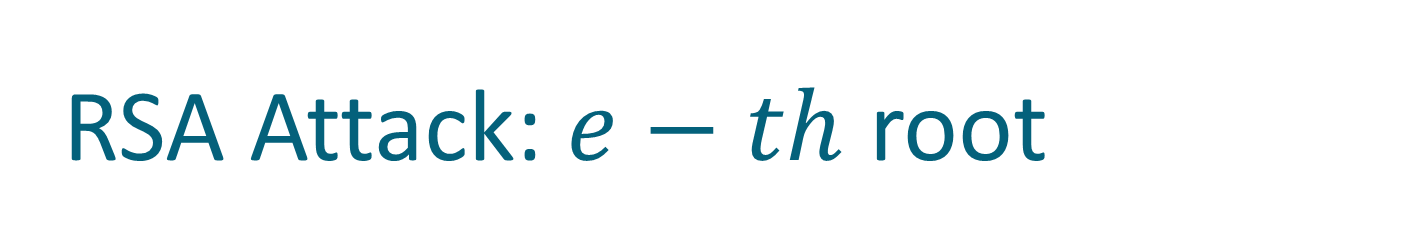 RSA Attack: e − th root